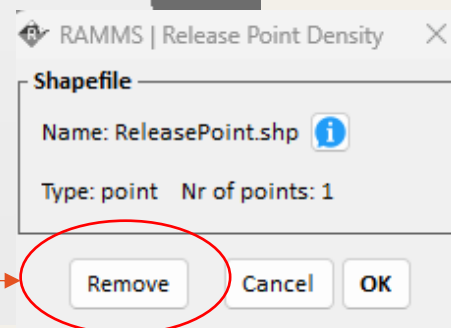 RAMMS | Release Point Density
Shapefile
Name: ReleasePoint.shp
Type: point Nr of points: 1
Remove Cancel OK